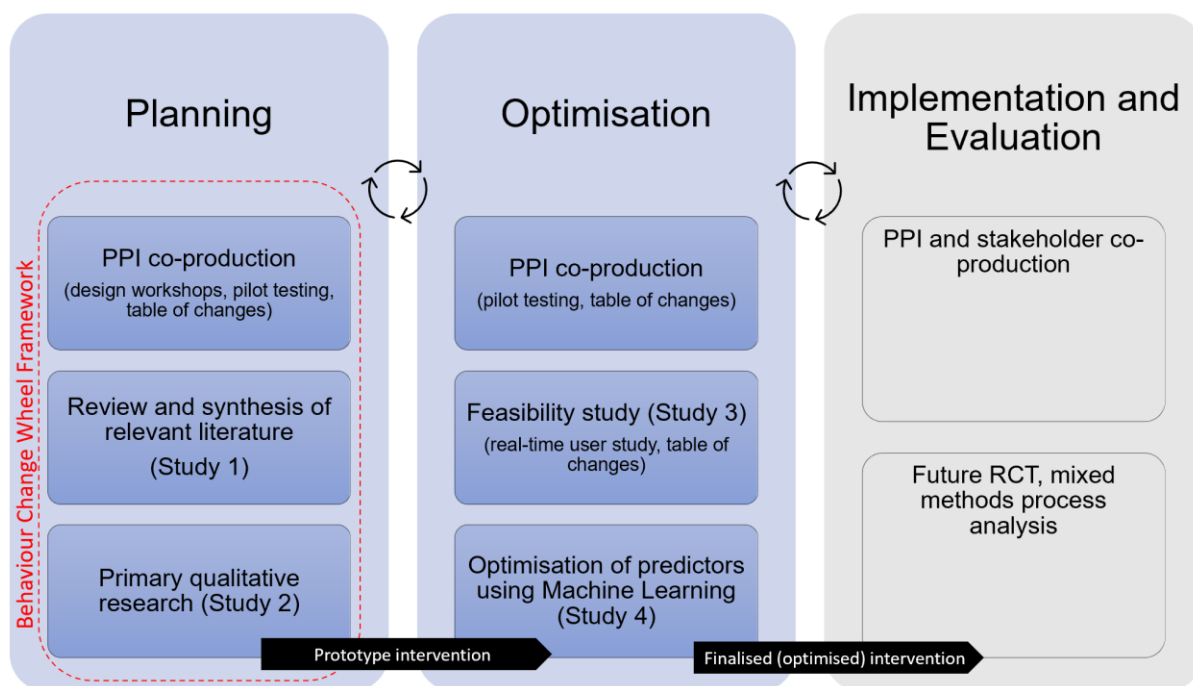 Planning
Behaviour Change Wheel Framework
PPI co-production
(design workshops, pilot testing,
table of changes)
Review and synthesis of
relevant literature
(Study 1)
Primary qualitative
research (Study 2)
Prototype intervention
Optimisation
PPI co-production
(pilot testing, table of changes)
Feasibility study (Study 3)
(real-time user study, table of
changes)
Optimisation of predictors
using Machine Learning
(Study 4)
Finalised (optimised) intervention
Implementation and
Evaluation
PPI and stakeholder co-
production
Future RCT, mixed
methods process
analysis